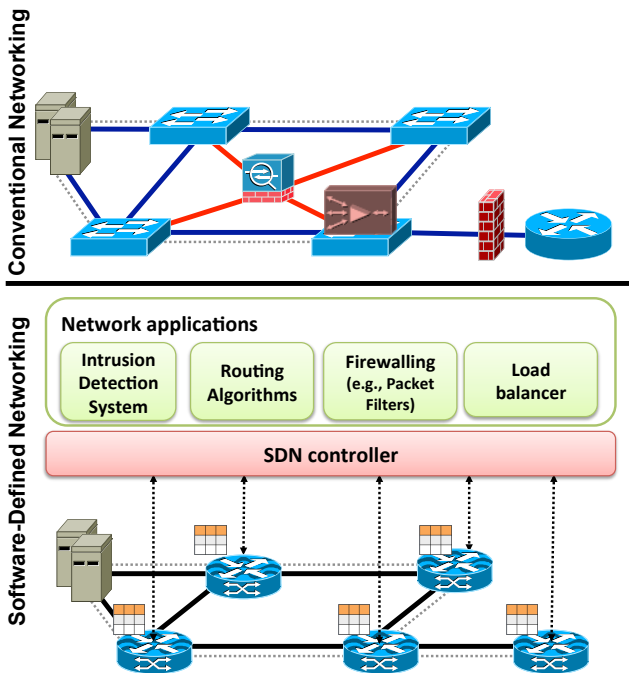 Conventional Networking
Software-Defined Networking
Network applications
Intrusion
Detection
System
Routing
Algorithms
Firewalling
(e.g., Packet
Filters)
Load
balancer
SDN controller